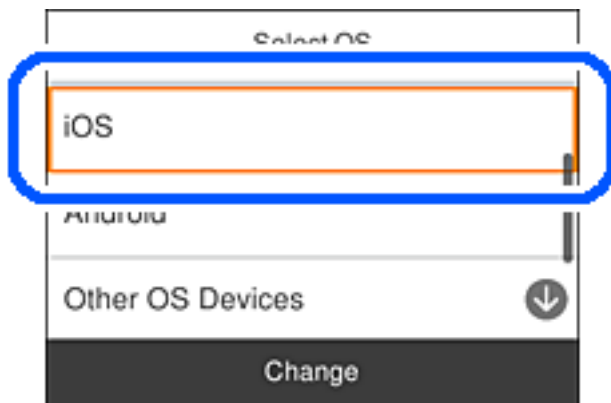 Select OS
iOS
Android
Other OS Devices
Change